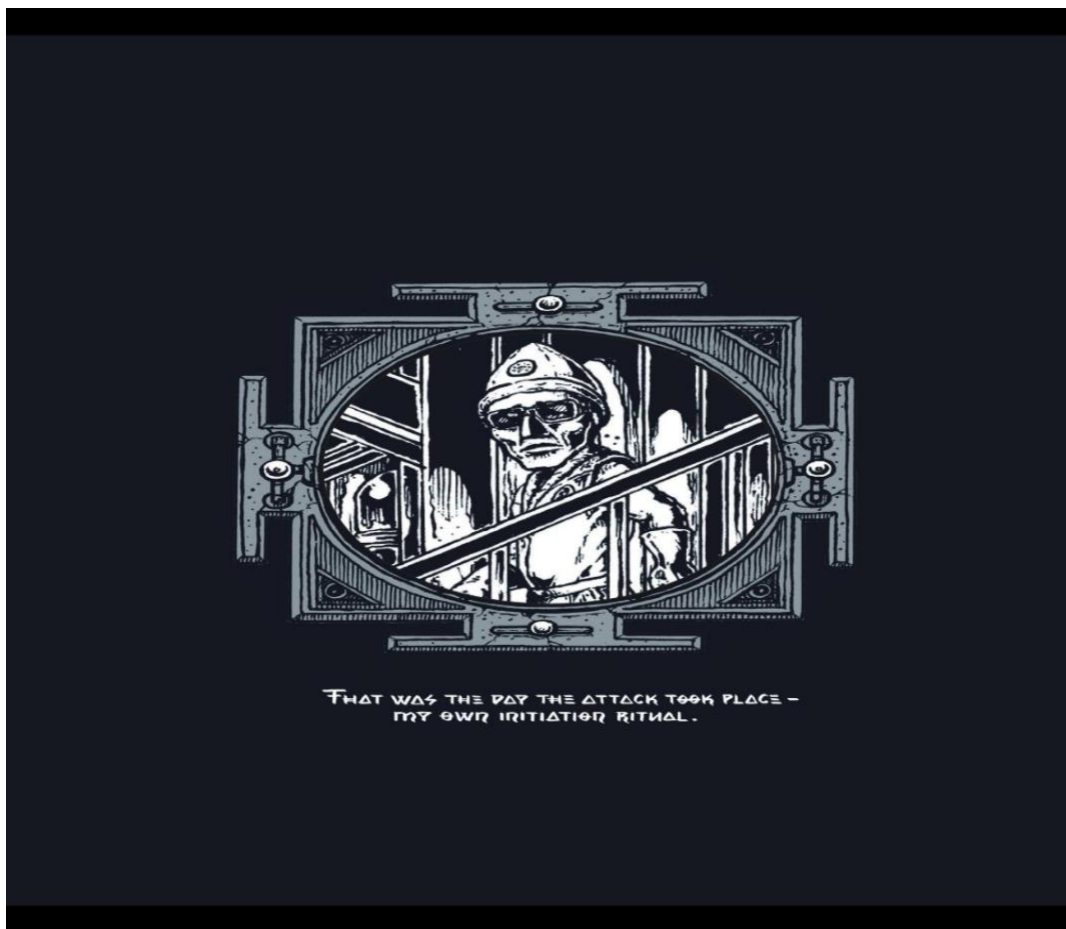 THAT WAS THE DAY THE ATTACK TOOK PLACE -
MY OWN INITIATION RITUAL.